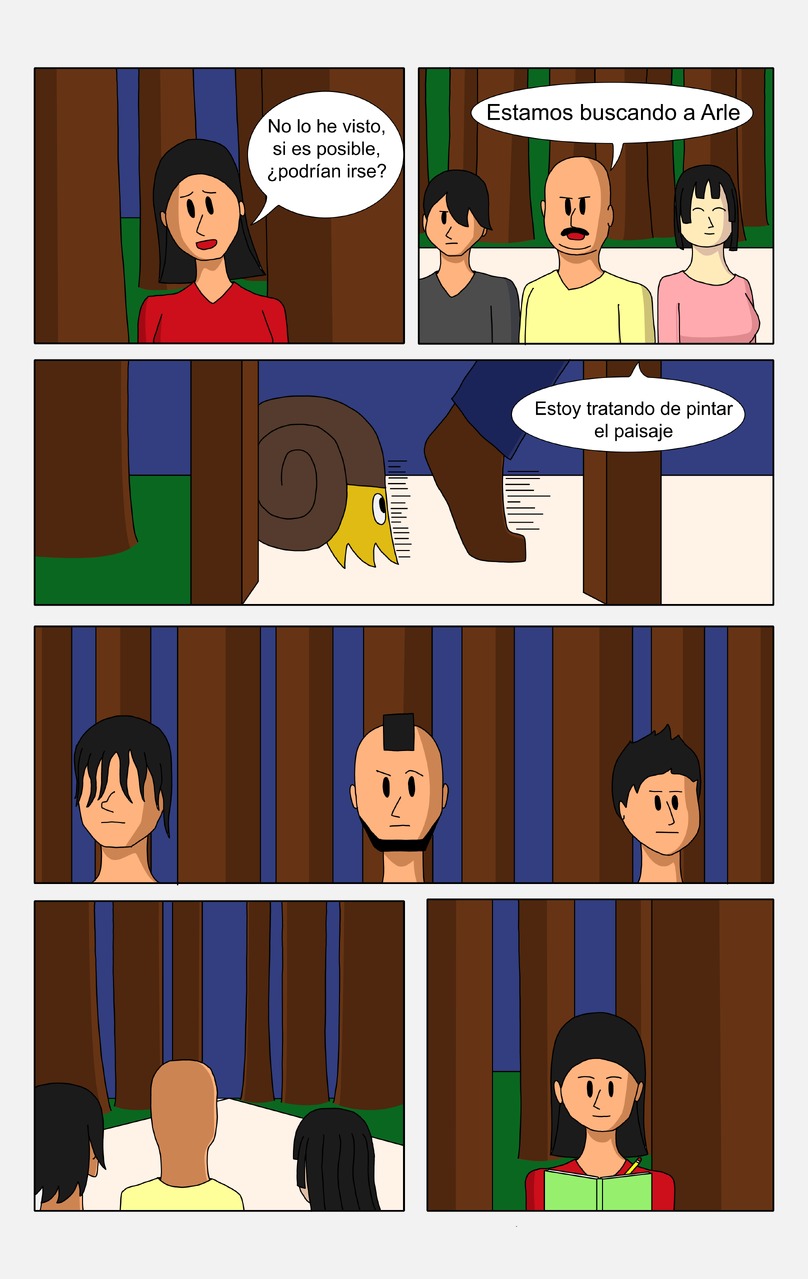 No lo he visto,
si es posible,
¿podrían irse?
Estamos buscando a Arle
Estoy tratando de pintar
el paisaje